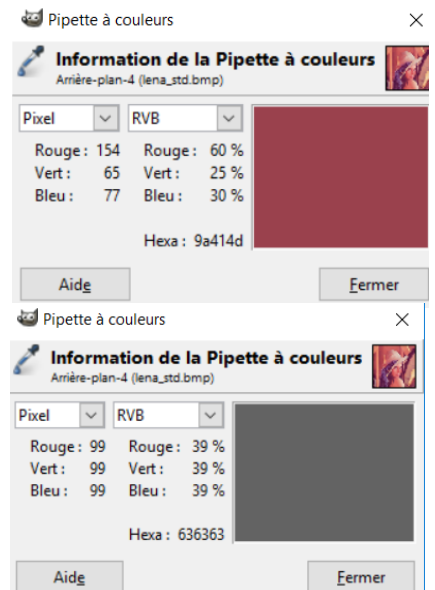 Pipette à couleurs
Information de la Pipette à couleurs
Arrière-plan-4 (lena_std.bmp)
Pixel RVB
Rouge : 154 Rouge : 60 %
Vert : 65 Vert : 25 %
Bleu : 77 Bleu : 30 %
Hexa : 9a414d
Aide Fermer
Pipette à couleurs
Information de la Pipette à couleurs
Arrière-plan-4 (lena_std.bmp)
Pixel RVB
Rouge : 99 Rouge : 39 %
Vert : 99 Vert : 39 %
Bleu : 99 Bleu : 39 %
Hexa : 636363
Aide Fermer